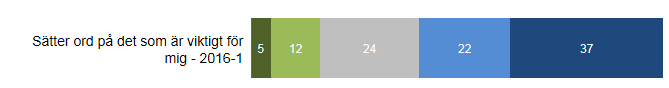 Sätter ord på det som är viktigt för
mig - 2016-1
5 12 24 22 37